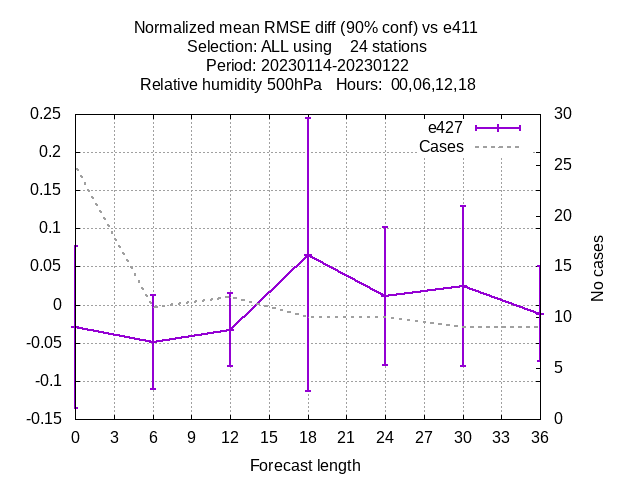 Normalized mean RMSE diff (90% conf) vs e411
Selection: ALL using    24 stations
Period: 20230114-20230122
Relative humidity 500hPa   Hours:  00,06,12,18
e427
Cases
0.25
0.2
0.15
0.1
0.05
0
-0.05
-0.1
-0.15
30
25
20
15
10
5
0
No cases
0 3 6 9 12 15 18 21 24 27 30 33 36
Forecast length